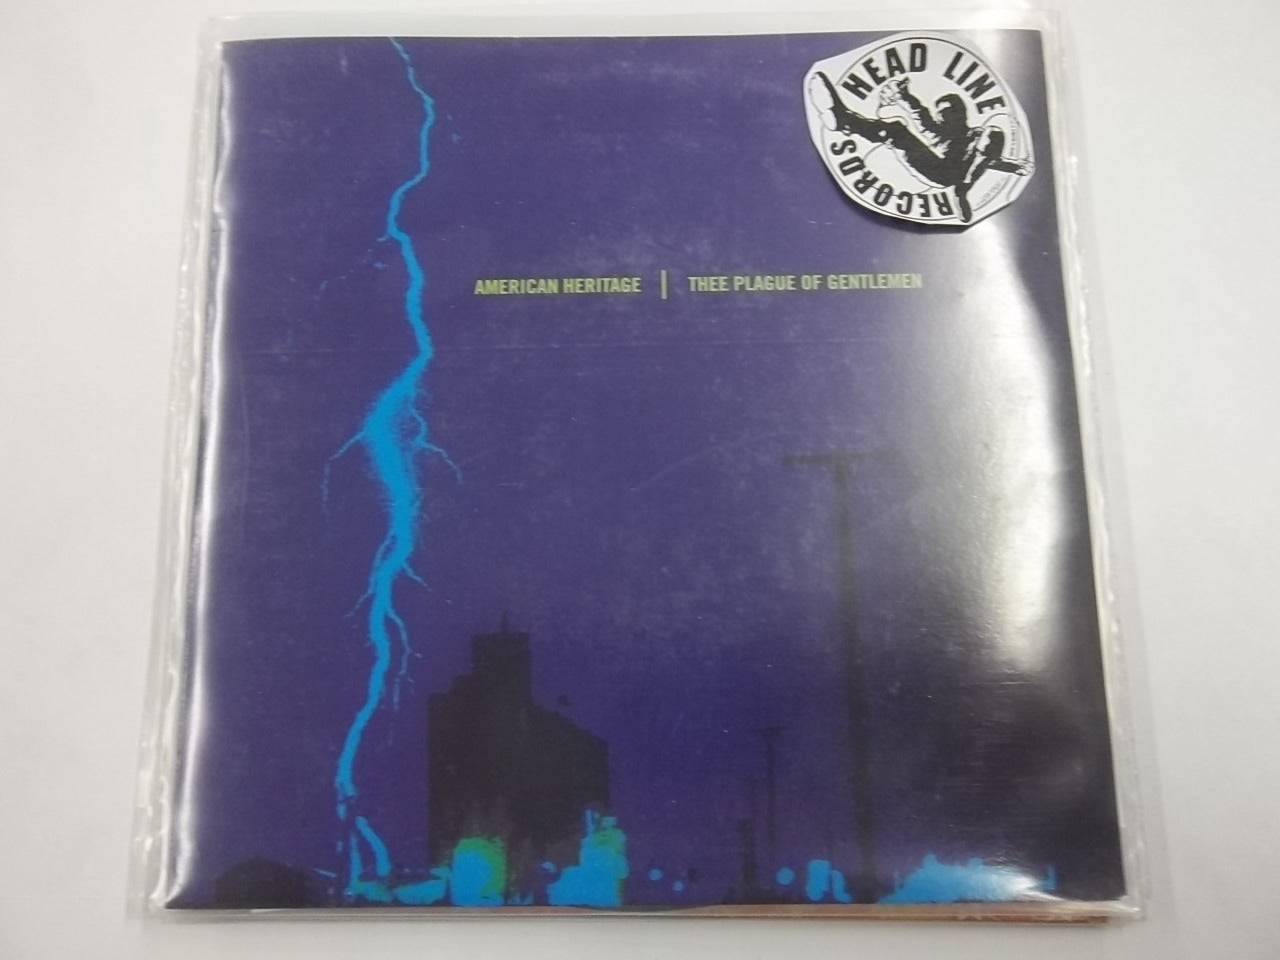 HEAD LINE
RECORDS
AMERICAN HERITAGE | THEE PLAGUE OF GENTLEMEN